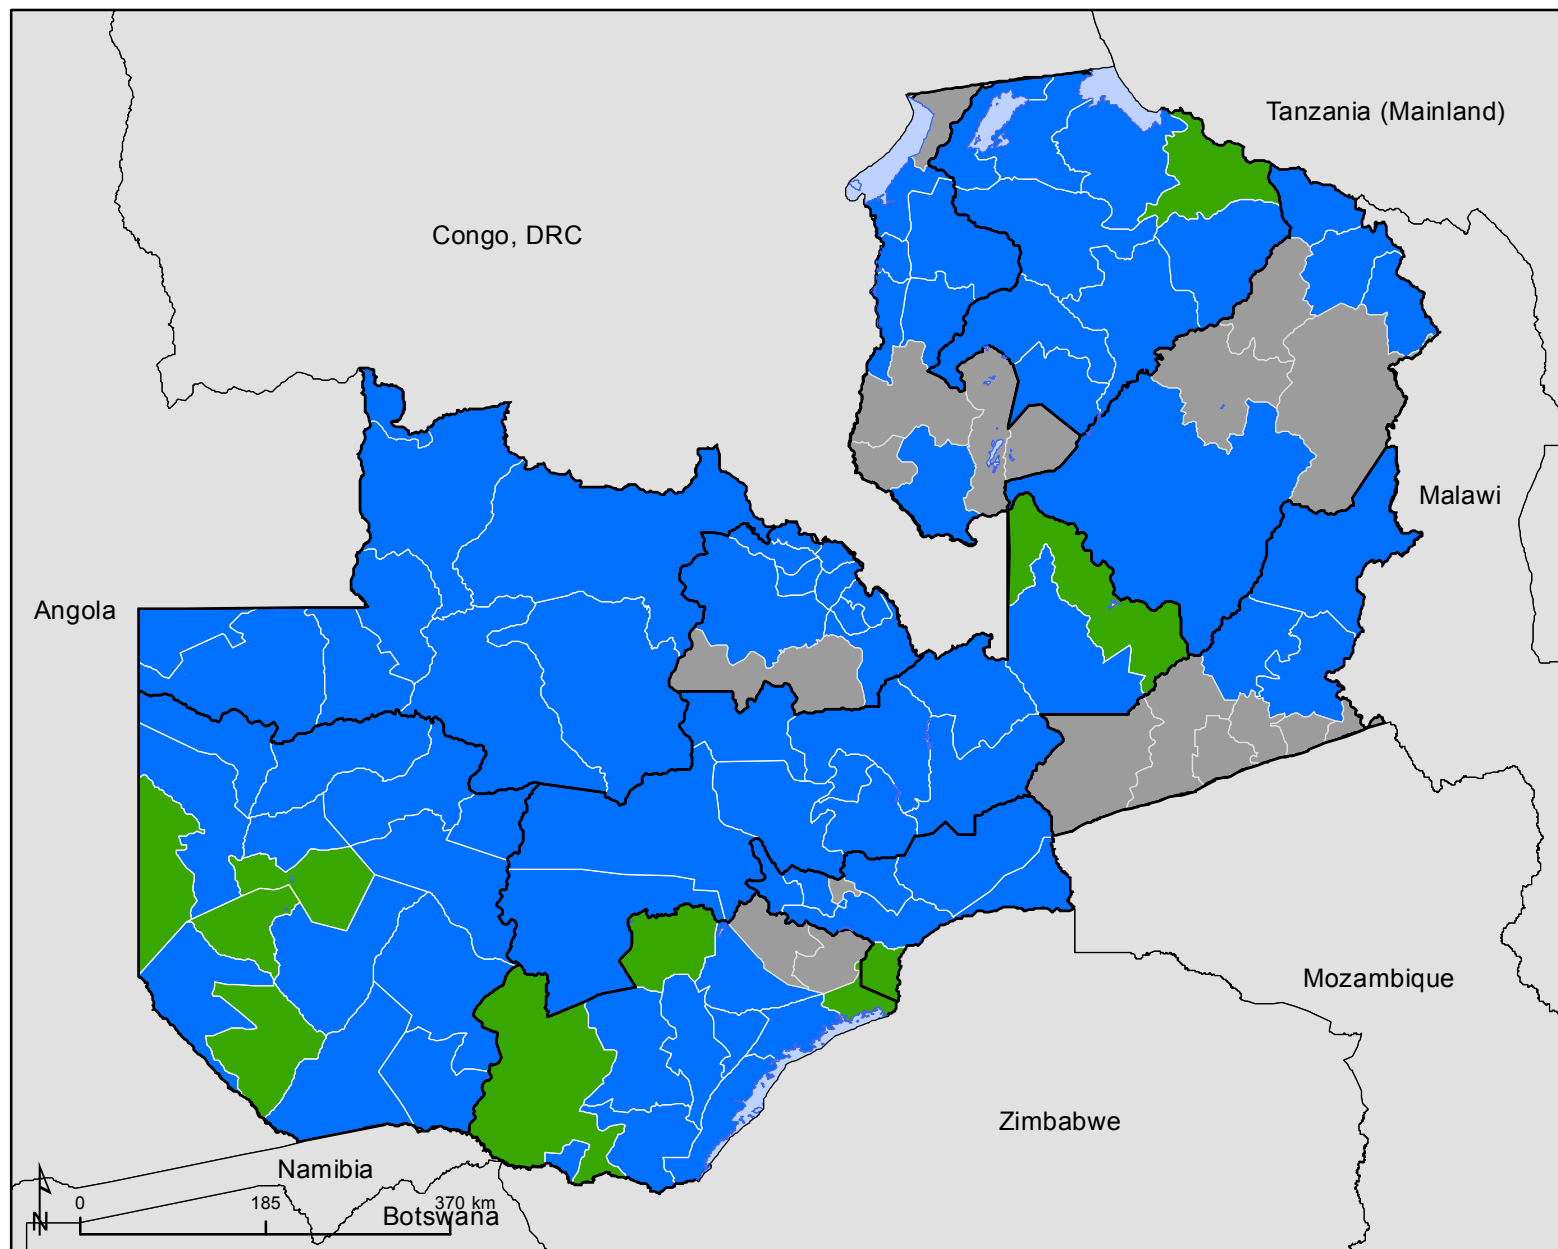 Tanzania (Mainland)
Congo, DRC
Malawi
Angola
Mozambique
Zimbabwe
Namibia
0 185 370 km
Botswana
N